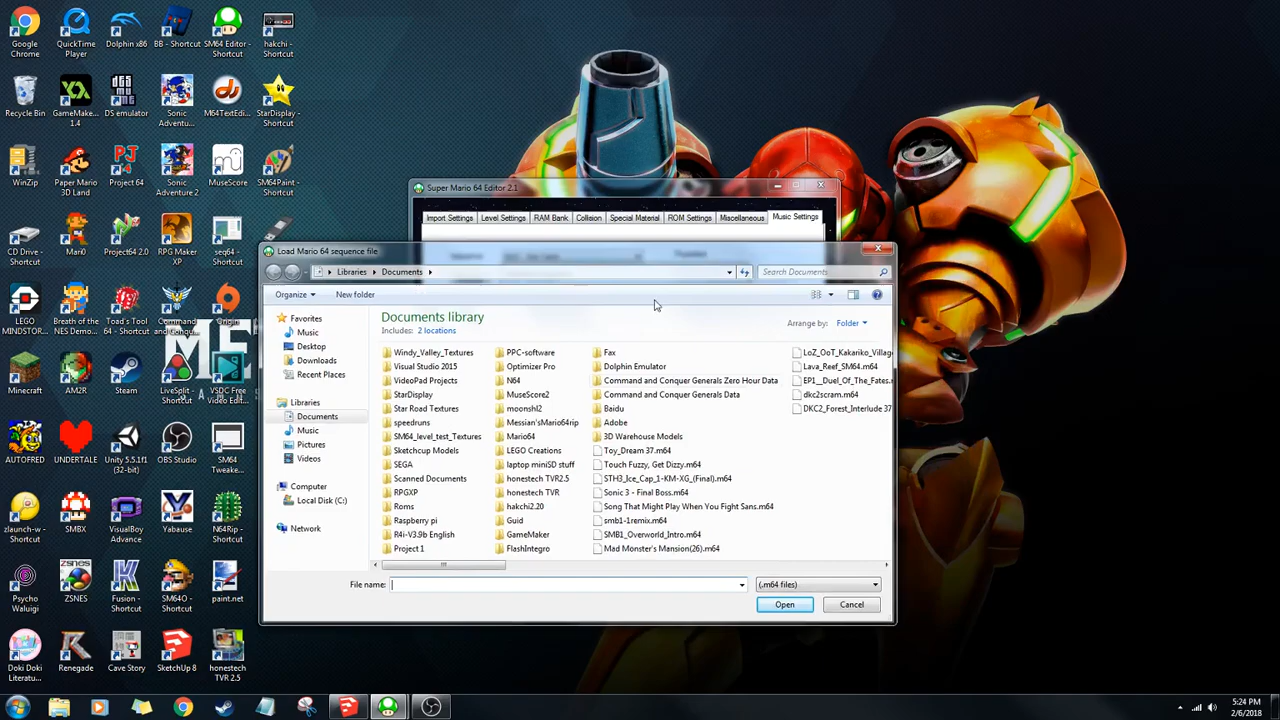 Google
Chrome
QuickTime
Player
Dolphin x86
BB - Shortcut
SM64 Editor -
Shortcut
hakchi -
Shortcut
Recycle Bin
GameMake...
1.4
DS emulator
Sonic
Adventu...
M64TextEdi...
StarDisplay -
Shortcut
WinZip
Paper Mario
3D Land
Project 64
Sonic
Adventure 2
MuseScore
SM64Paint -
Shortcut
CD Drive -
Shortcut
Mari0
Project64 2.0
RPG Maker
XP
seq64 -
Shortcut
LEGO
MINDSTOR...
Breath of the
NES Demo...
Toad's Tool
64 - Shortcut
Command
and Conqu...
Origin
Minecraft
AM2R
Steam
LiveSplit -
Shortcut
VSDC Free
Video Edit...
AUTOFRED
UNDERTALE
Unity 5.5.1f1
(32-bit)
OBS Studio
SM64
Tweake...
zlaunch-w -
Shortcut
SMBX
VisualBoy
Advance
Yabause
N64Rip -
Shortcut
Psycho
Waluigi
ZSNES
Fusion -
Shortcut
SM64O -
Shortcut
paint.net
Doki Doki
Literatu...
Renegade
Cave Story
SketchUp 8
honestech
TVR 2.5
Super Mario 64 Editor 2.1
Import Settings Level Settings RAM Bank Collision Special Material ROM Settings Miscellaneous Music Settings
Load Mario 64 sequence file
Libraries Documents
Search Documents
Organize New folder
Favorites
Music
Desktop
Downloads
Recent Places
Libraries
Documents
Music
Pictures
Videos
Computer
Local Disk (C:)
Network
Documents library
Includes: 2 locations
Arrange by: Folder
Windy_Valley_Textures
Visual Studio 2015
VideoPad Projects
StarDisplay
Star Road Textures
speedruns
SM64_level_test_Textures
Sketchup Models
SEGA
Scanned Documents
RPGXP
Roms
Raspberry pi
R4i-V3.9b English
Project 1
PPC-software
Optimizer Pro
N64
MuseScore2
moonshl2
Messian'sMario64rip
Mario64
LEGO Creations
laptop miniSD stuff
honestech TVR2.5
honestech TVR
hakchi2.20
Guid
GameMaker
FlashIntegro
Fax
Dolphin Emulator
Command and Conquer Generals Zero Hour Data
Command and Conquer Generals Data
Baidu
Adobe
3D Warehouse Models
Toy_Dream 37.m64
Touch Fuzzy, Get Dizzy.m64
STH3_Ice_Cap_1-KM-XG_(Final).m64
Sonic 3 - Final Boss.m64
Song That Might Play When You Fight Sans.m64
smb1-1remix.m64
SMB1_Overworld_Intro.m64
Mad Monster's Mansion(26).m64
LoZ_OoT_Kakariko_Village
Lava_Reef_SM64.m64
EP1__Duel_Of_The_Fates.m
dkc2scram.m64
DKC2_Forest_Interlude 37
File name:
(.m64 files)
Open Cancel
5:24 PM
2/6/2018